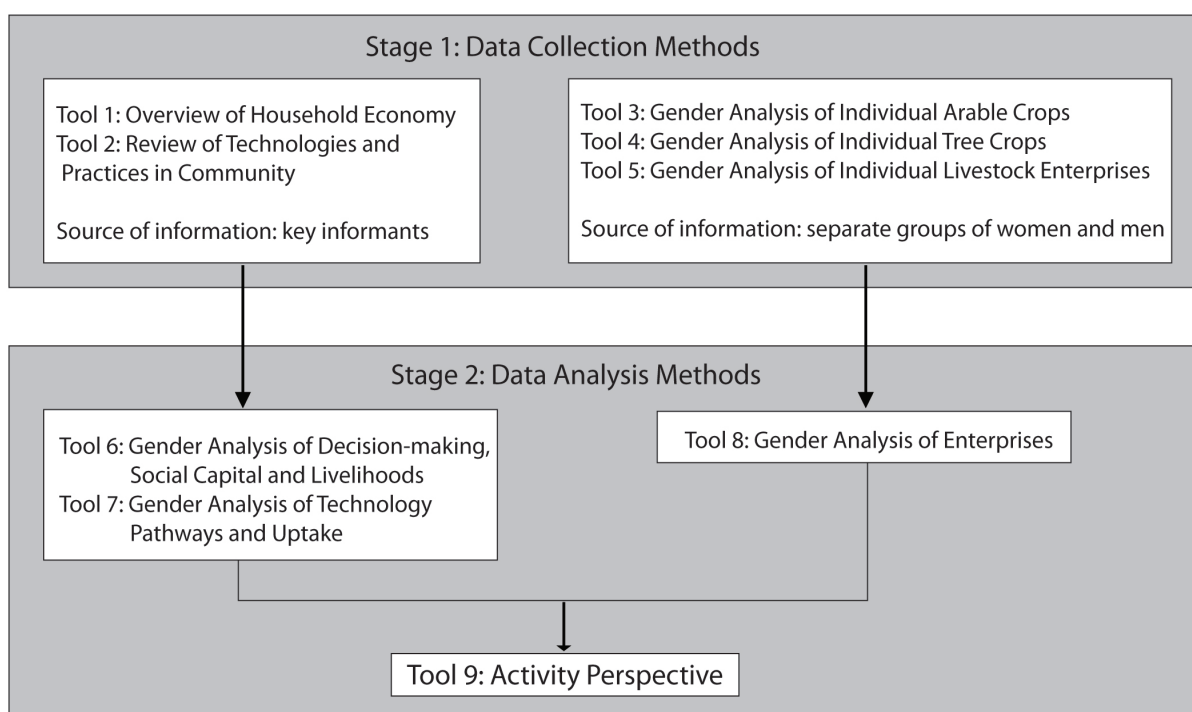 Stage 1: Data Collection Methods
Tool 1: Overview of Household Economy
Tool 2: Review of Technologies and
Practices in Community
Source of information: key informants
Tool 3: Gender Analysis of Individual Arable Crops
Tool 4: Gender Analysis of Individual Tree Crops
Tool 5: Gender Analysis of Individual Livestock Enterprises
Source of information: separate groups of women and men
Stage 2: Data Analysis Methods
Tool 6: Gender Analysis of Decision-making,
Social Capital and Livelihoods
Tool 7: Gender Analysis of Technology
Pathways and Uptake
Tool 8: Gender Analysis of Enterprises
Tool 9: Activity Perspective